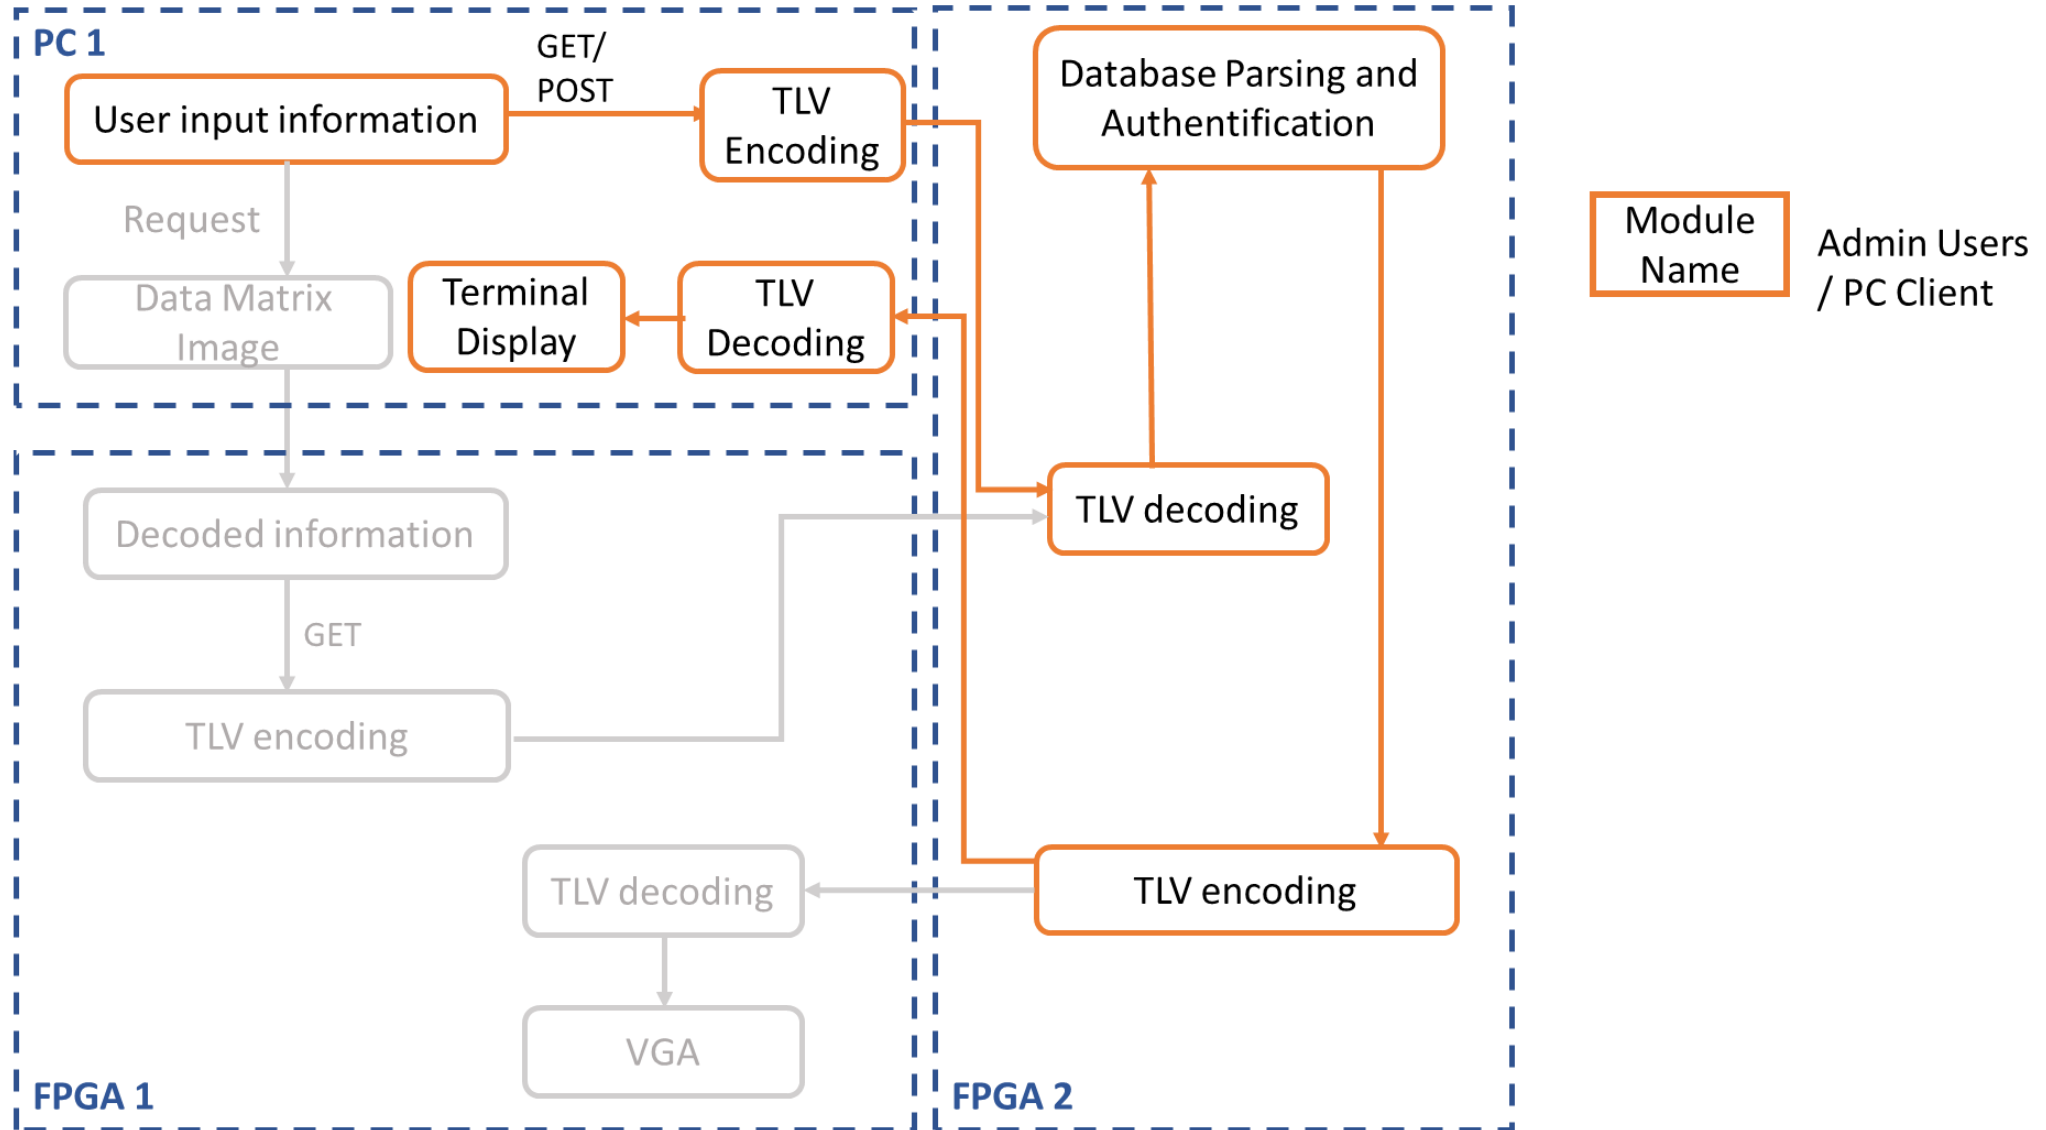 PC 1
GET/
POST
User input information
TLV
Encoding
Request
Data Matrix
Image
Terminal
Display
TLV
Decoding
Database Parsing and
Authentification
Module
Name
Admin Users
/ PC Client
Decoded information
GET
TLV encoding
TLV decoding
VGA
FPGA 1
TLV decoding
TLV encoding
FPGA 2